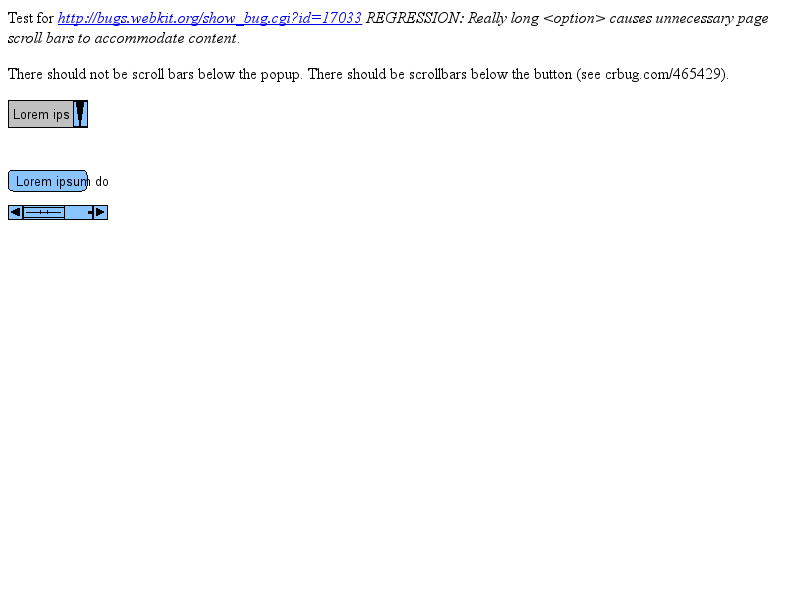 Test for http://bugs.webkit.org/show_bug.cgi?id=17033 REGRESSION: Really long <option> causes unnecessary page
scroll bars to accommodate content.
There should not be scroll bars below the popup. There should be scrollbars below the button (see crbug.com/465429).
Lorem ips
Lorem ipsum do